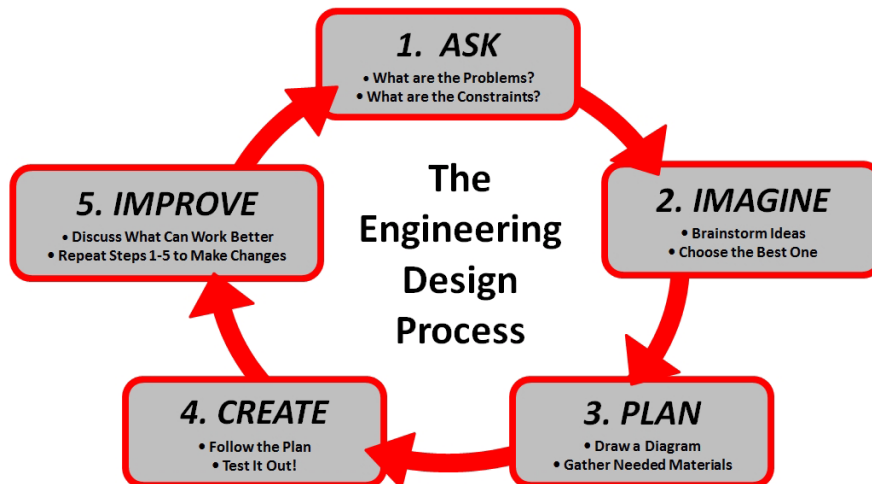 1. ASK
• What are the Problems?
• What are the Constraints?
2. IMAGINE
• Brainstorm Ideas
• Choose the Best One
3. PLAN
• Draw a Diagram
• Gather Needed Materials
4. CREATE
• Follow the Plan
• Test It Out!
5. IMPROVE
• Discuss What Can Work Better
• Repeat Steps 1-5 to Make Changes
The
Engineering
Design
Process